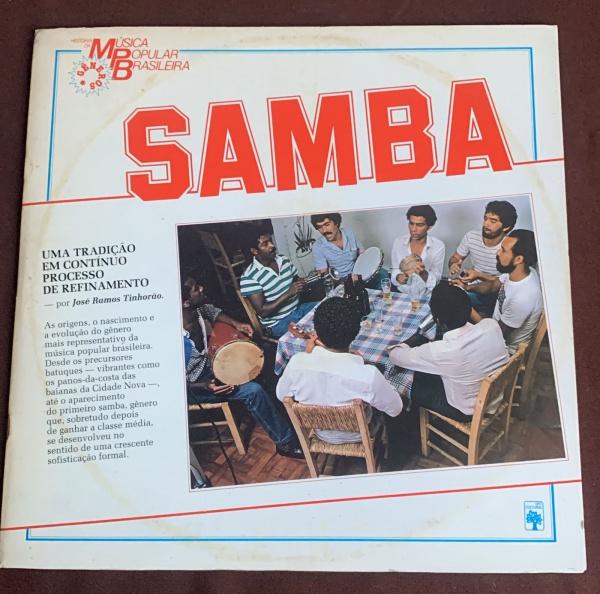 HISTÓRIA DA
MÚSICA
POPULAR
BRASILEIRA
GÊNEROS
SAMBA
UMA TRADIÇÃO
EM CONTÍNUO
PROCESSO
DE REFINAMENTO
— por José Ramos Tinhorão.
As origens, o nascimento e
a evolução do gênero
mais representativo da
música popular brasileira.
Desde os precursores
batuques — vibrantes como
os panos-da-costa das
baianas da Cidade Nova —,
até o aparecimento
do primeiro samba, gênero
que, sobretudo depois
de ganhar a classe média,
se desenvolveu no
sentido de uma crescente
sofisticação formal.